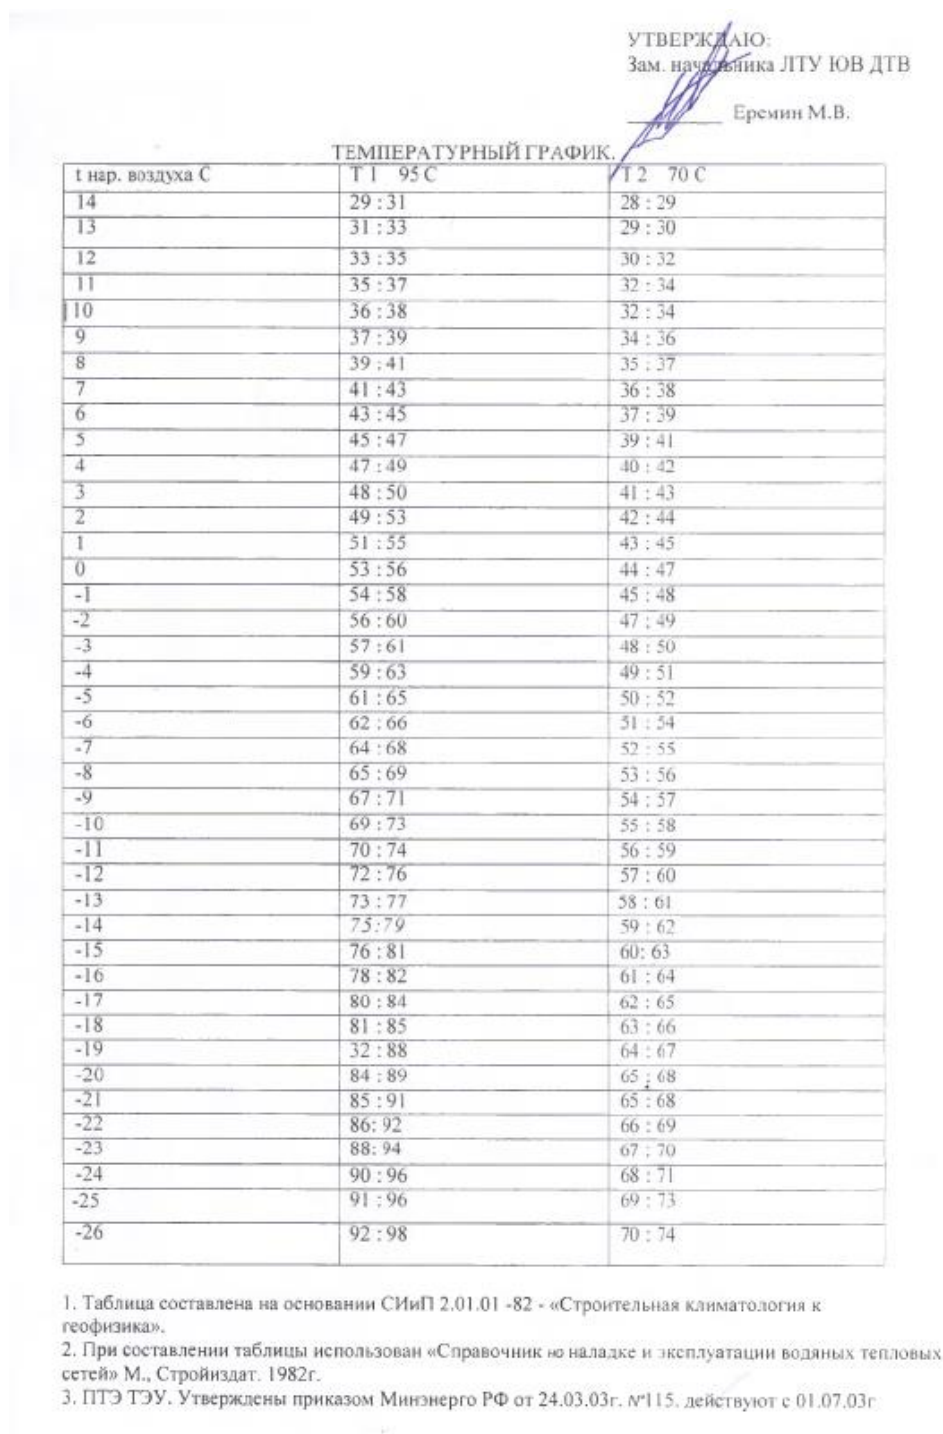 УТВЕРЖДАЮ:
Зам. начальника ЛТУ ЮВ ДТВ
Еремин М.В.
ТЕМПЕРАТУРНЫЙ ГРАФИК.
t нар. воздуха С Т 1 95 С Т 2 70 С
14 29 : 31 28 : 29
13 31 : 33 29 : 30
12 33 : 35 30 : 32
11 35 : 37 32 : 34
10 36 : 38 32 : 34
9 37 : 39 34 : 36
8 39 : 41 35 : 37
7 41 : 43 36 : 38
6 43 : 45 37 : 39
5 45 : 47 39 : 41
4 47 : 49 40 : 42
3 48 : 50 41 : 43
2 49 : 53 42 : 44
1 51 : 55 43 : 45
0 53 : 56 44 : 47
-1 54 : 58 45 : 48
-2 56 : 60 47 : 49
-3 57 : 61 48 : 50
-4 59 : 63 49 : 51
-5 61 : 65 50 : 52
-6 62 : 66 51 : 54
-7 64 : 68 52 : 55
-8 65 : 69 53 : 56
-9 67 : 71 54 : 57
-10 69 : 73 55 : 58
-11 70 : 74 56 : 59
-12 72 : 76 57 : 60
-13 73 : 77 58 : 61
-14 75:79 59 : 62
-15 76 : 81 60: 63
-16 78 : 82 61 : 64
-17 80 : 84 62 : 65
-18 81 : 85 63 : 66
-19 32 : 88 64 : 67
-20 84 : 89 65 : 68
-21 85 : 91 65 : 68
-22 86: 92 66 : 69
-23 88: 94 67 : 70
-24 90 : 96 68 : 71
-25 91 : 96 69 : 73
-26 92 : 98 70 : 74
1. Таблица составлена на основании СИиП 2.01.01 -82 - «Строительная климатология к
геофизика».
2. При составлении таблицы использован «Справочник но наладке и эксплуатации водяных тепловых
сетей» М., Стройиздат. 1982г.
3. ПТЭ ТЭУ. Утверждены приказом Минэнерго РФ от 24.03.03г. №115. действуют с 01.07.03г